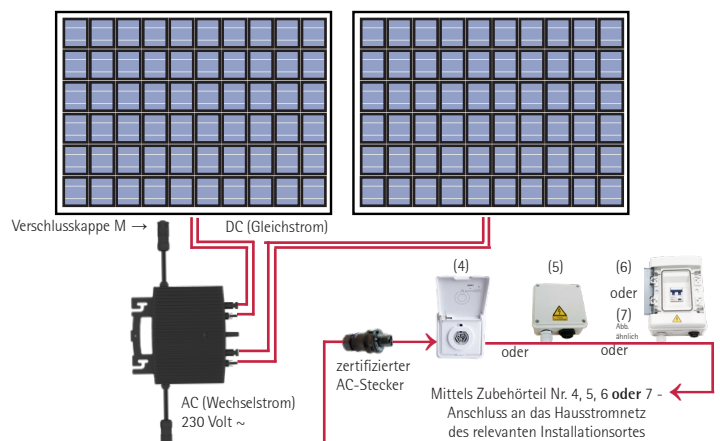 Verschlusskappe M →
DC (Gleichstrom)
(4)
(5)
(6)
oder
(7)
Abb.
ähnlich
oder
oder
zertifizierter
AC-Stecker
AC (Wechselstrom)
230 Volt ~
Mittels Zubehörteil Nr. 4, 5, 6 oder 7 -
Anschluss an das Hausstromnetz
des relevanten Installationsortes